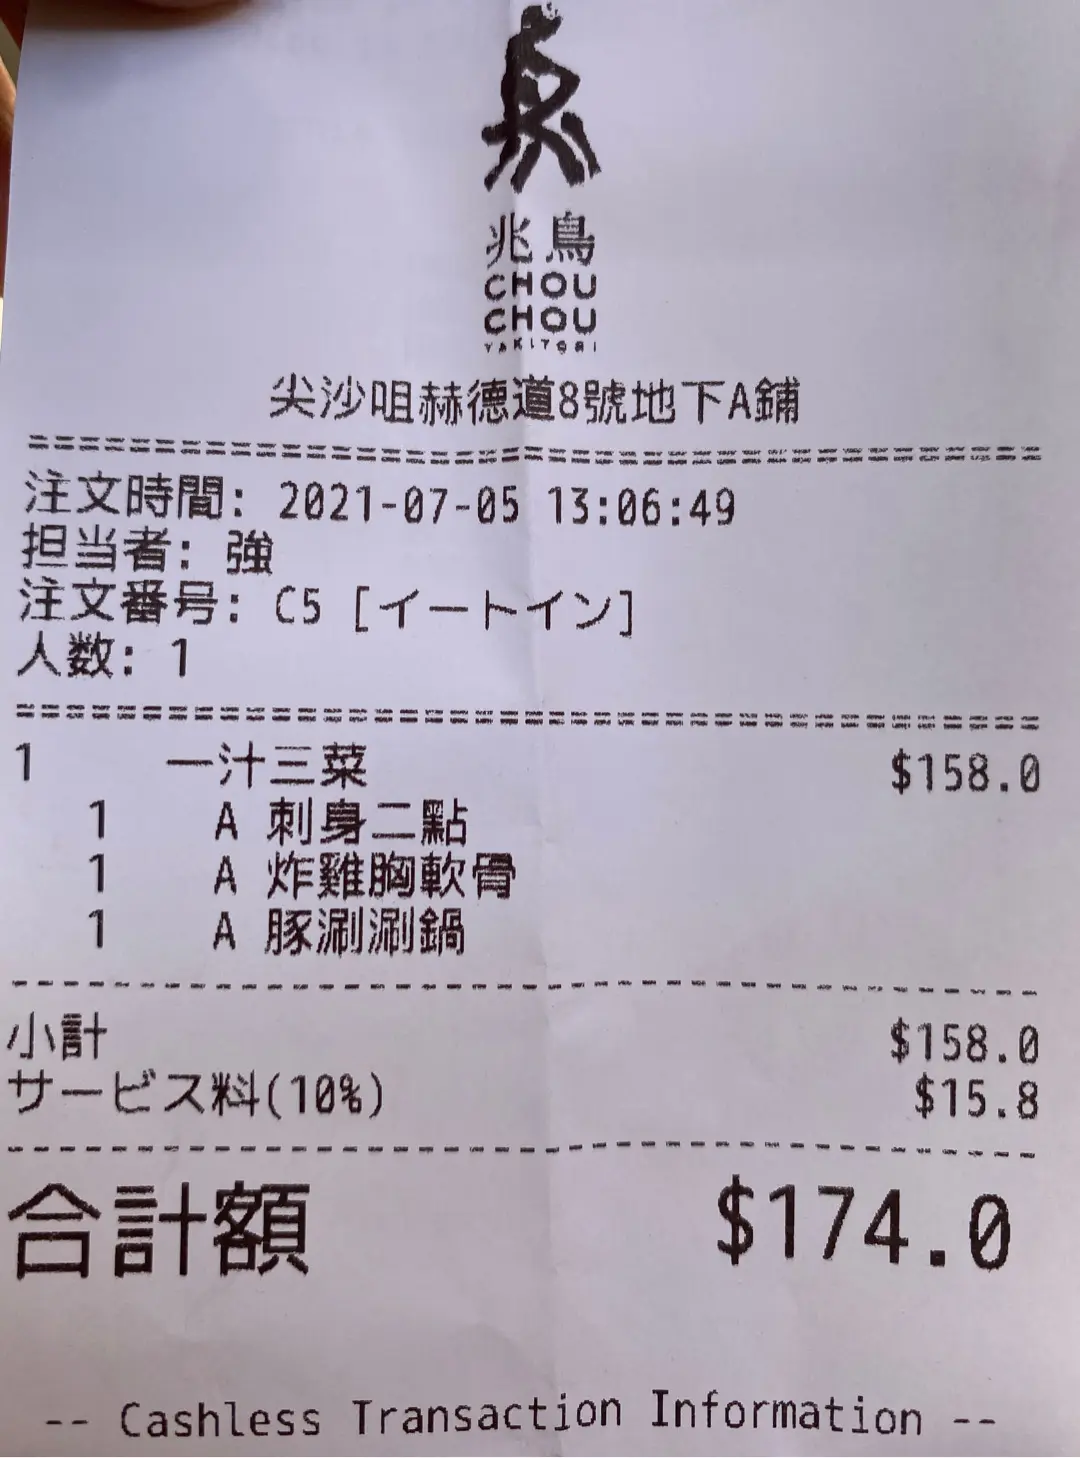 兆鳥
CHOU
CHOU
YAKITORI
尖沙咀赫德道8號地下A鋪
========================================
注文時間: 2021-07-05 13:06:49
担当者: 強
注文番号: C5 [イートイン]
人数: 1
========================================
1 一汁三菜 $158.0
1 A 刺身二點
1 A 炸雞胸軟骨
1 A 豚涮涮鍋
----------------------------------------
小計 $158.0
サービス料(10%) $15.8
----------------------------------------
合計額 $174.0
-- Cashless Transaction Information --